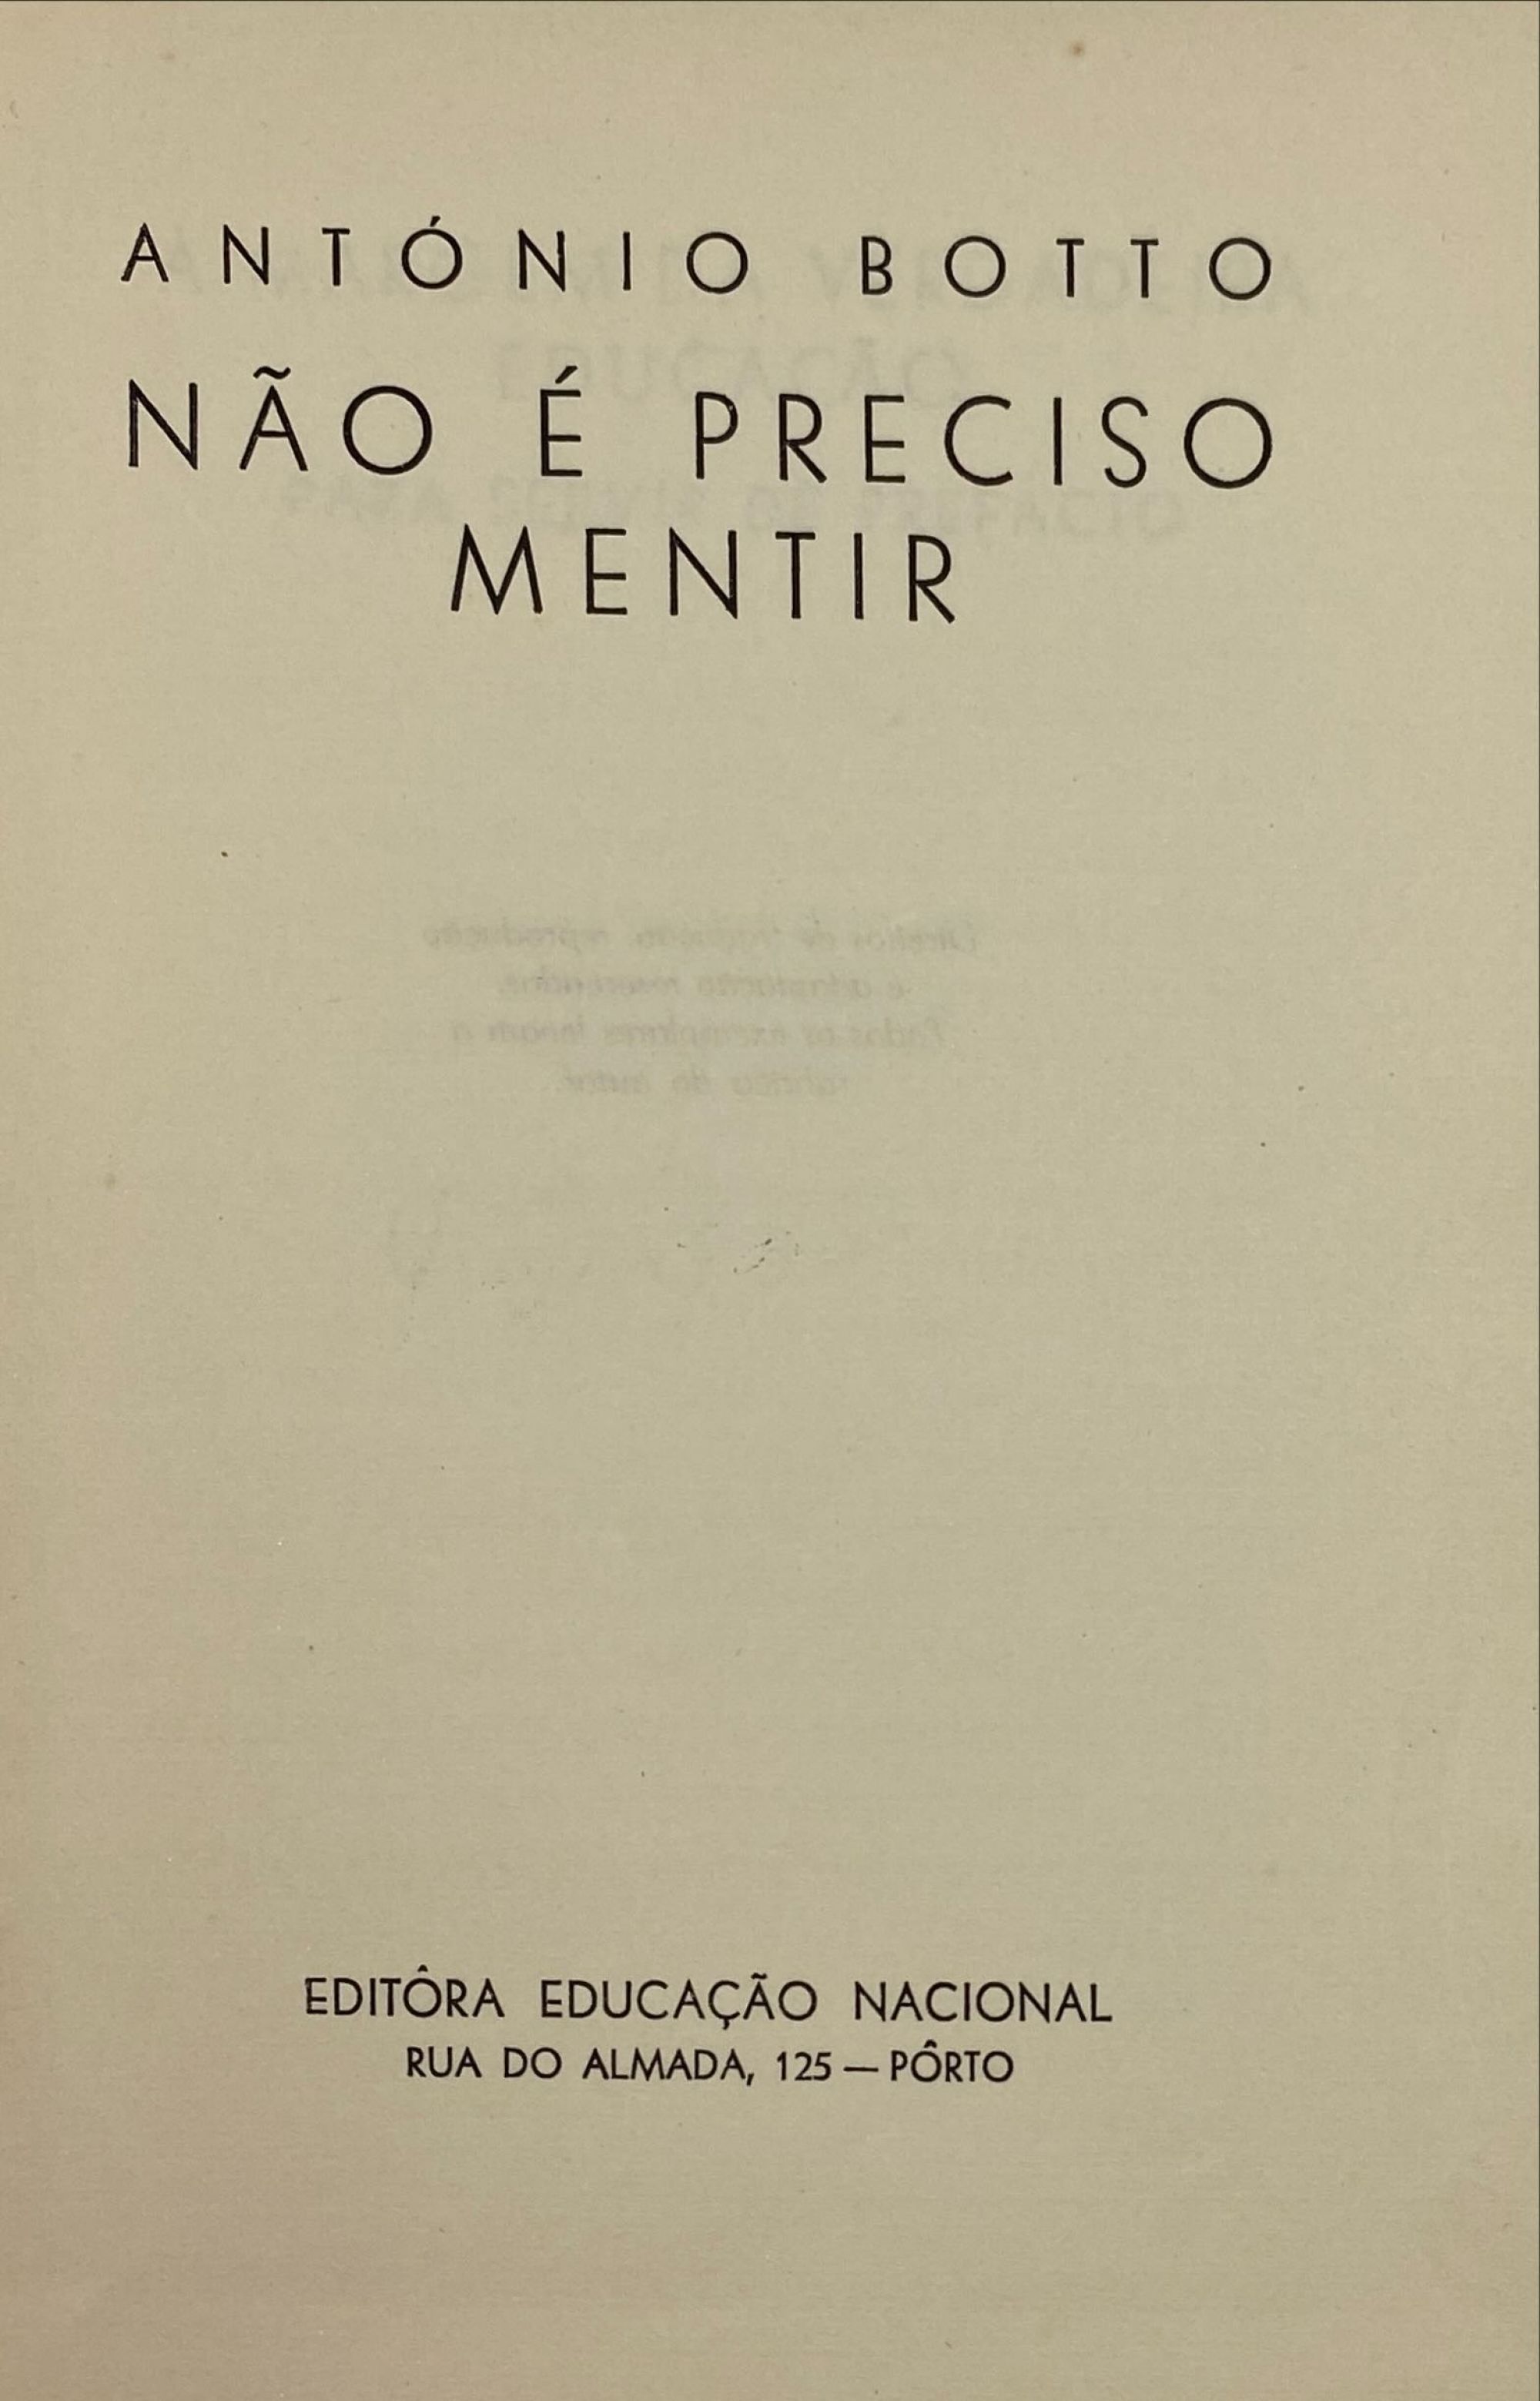 ANTÓNIO BOTTO
NÃO É PRECISO
MENTIR
EDITÔRA EDUCAÇÃO NACIONAL
RUA DO ALMADA, 125 — PÔRTO